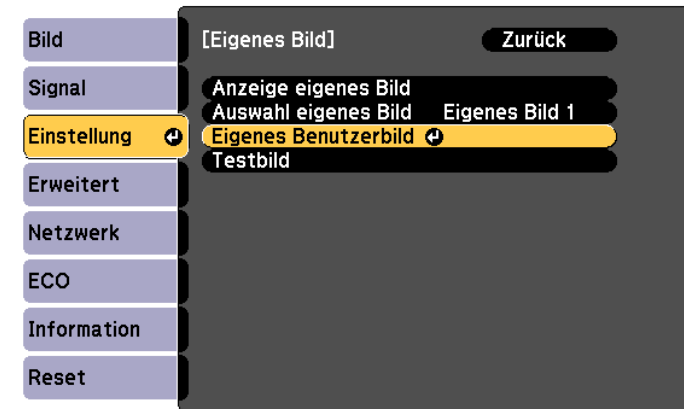 Bild
Signal
Einstellung
Erweitert
Netzwerk
ECO
Information
Reset
[Eigenes Bild] Zurück
Anzeige eigenes Bild
Auswahl eigenes Bild Eigenes Bild 1
Eigenes Benutzerbild
Testbild